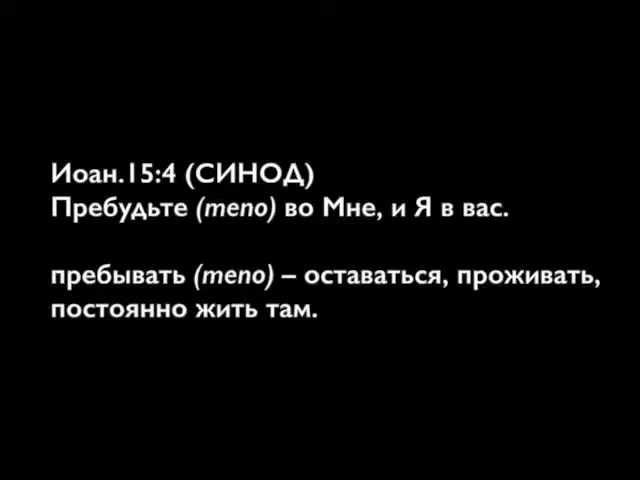 Иоан.15:4 (СИНОД)
Пребудьте (meno) во Мне, и Я в вас.
пребывать (meno) – оставаться, проживать,
постоянно жить там.